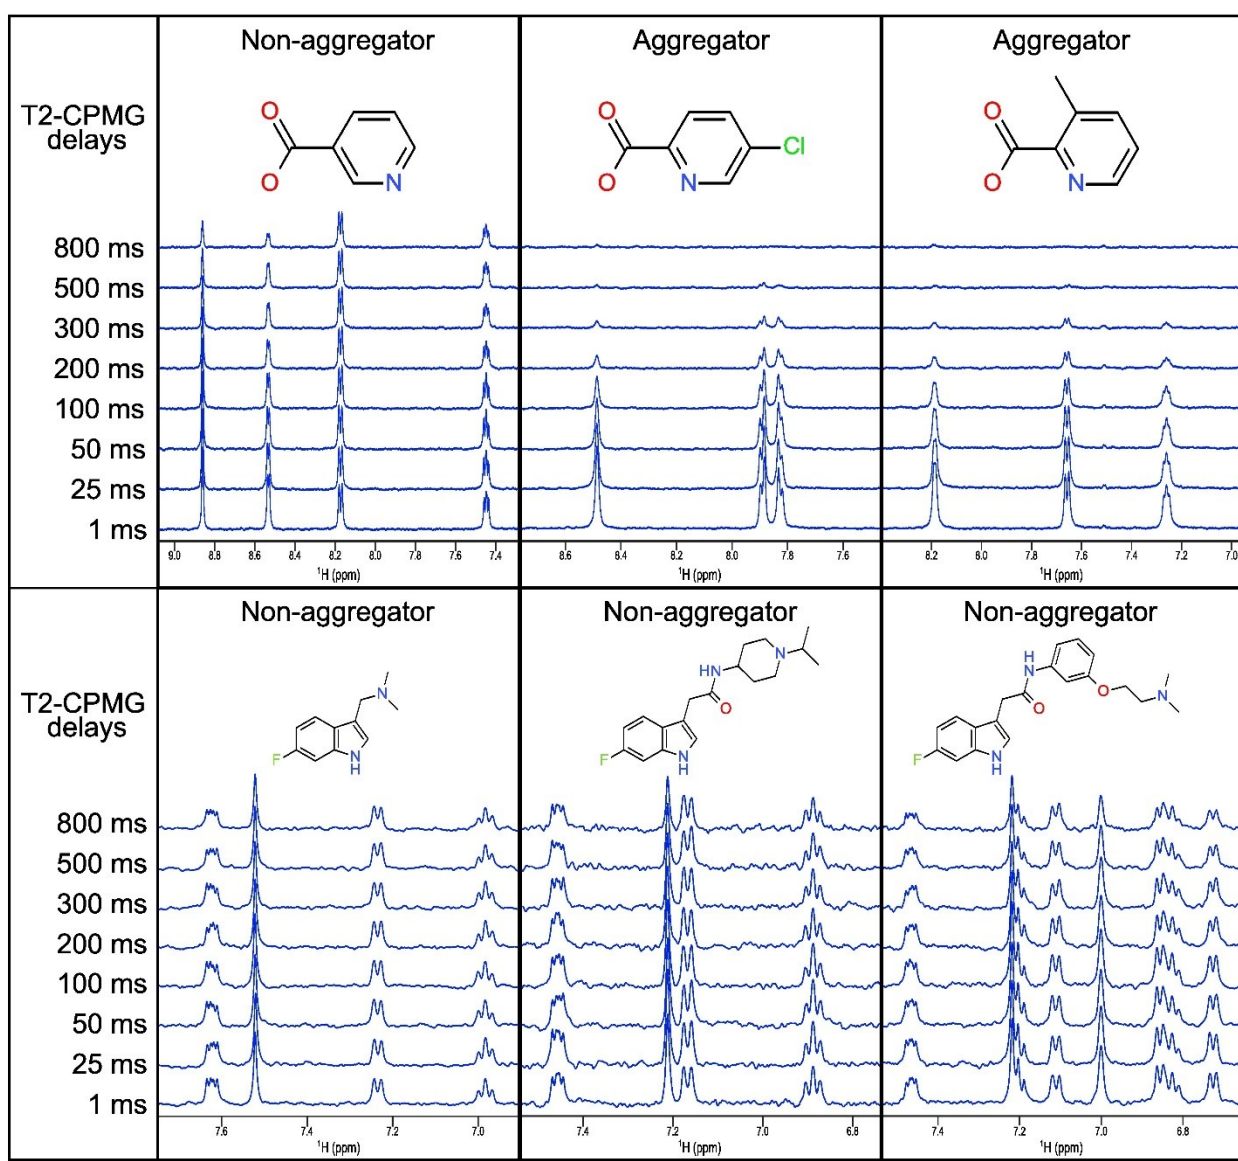 Non-aggregator Aggregator Aggregator
T2-CPMG
delays
O O N
O O N Cl
O O N
800 ms
500 ms
300 ms
200 ms
100 ms
50 ms
25 ms
1 ms
9.0 8.8 8.6 8.4 8.2 8.0 7.8 7.6 7.4
8.6 8.4 8.2 8.0 7.8 7.6
8.2 8.0 7.8 7.6 7.4 7.2 7.0
¹H (ppm) ¹H (ppm) ¹H (ppm)
Non-aggregator Non-aggregator Non-aggregator
T2-CPMG
delays
N F N H
N HN O F N H
H N O O N F N H
800 ms
500 ms
300 ms
200 ms
100 ms
50 ms
25 ms
1 ms
7.6 7.4 7.2 7.0
7.4 7.2 7.0 6.8
7.4 7.2 7.0 6.8
¹H (ppm) ¹H (ppm) ¹H (ppm)